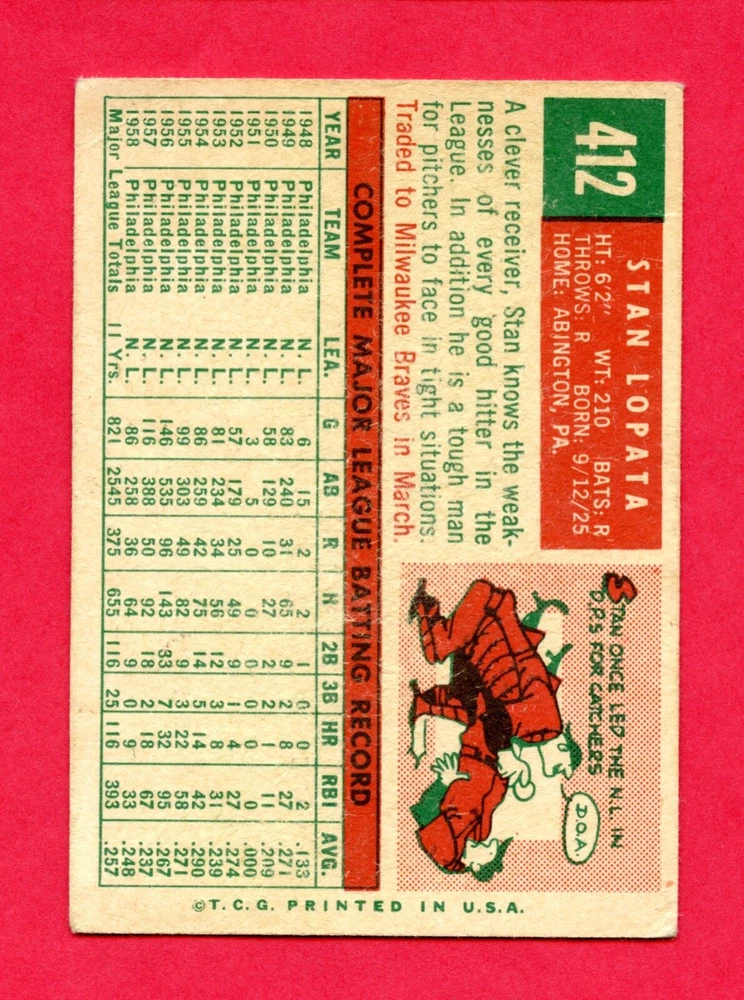 412
STAN LOPATA
HT: 6'2" WT: 210 BATS: R
THROWS: R BORN: 9/12/25
HOME: ABINGTON, PA.
A clever receiver, Stan knows the weak-
nesses of every good hitter in the
League. In addition he is a tough man
for pitchers to face in tight situations.
Traded to Milwaukee Braves in March.
STAN ONCE LED THE N.L. IN
D.P.S FOR CATCHERS
D.O.A.
COMPLETE MAJOR LEAGUE BATTING RECORD
YEAR TEAM LEA. G AB R H 2B 3B HR RBI AVG.
1948 Philadelphia N. L. 6 15 2 2 1 0 0 2 .133
1949 Philadelphia N. L. 83 240 31 65 9 2 8 27 .271
1950 Philadelphia N. L. 58 129 10 27 2 2 1 11 .209
1951 Philadelphia N. L. 3 5 0 0 0 0 0 0 .000
1952 Philadelphia N. L. 57 179 25 49 9 1 4 27 .274
1953 Philadelphia N. L. 81 234 34 56 12 3 8 31 .239
1954 Philadelphia N. L. 86 259 42 75 14 5 14 42 .290
1955 Philadelphia N. L. 99 303 49 82 9 3 22 58 .271
1956 Philadelphia N. L. 146 535 96 143 33 7 32 95 .267
1957 Philadelphia N. L. 116 388 50 92 18 2 18 67 .237
1958 Philadelphia N. L. 86 258 36 64 9 0 9 33 .248
Major League Totals 11 Yrs. 821 2545 375 655 116 25 116 393 .257
©T.C.G. PRINTED IN U.S.A.